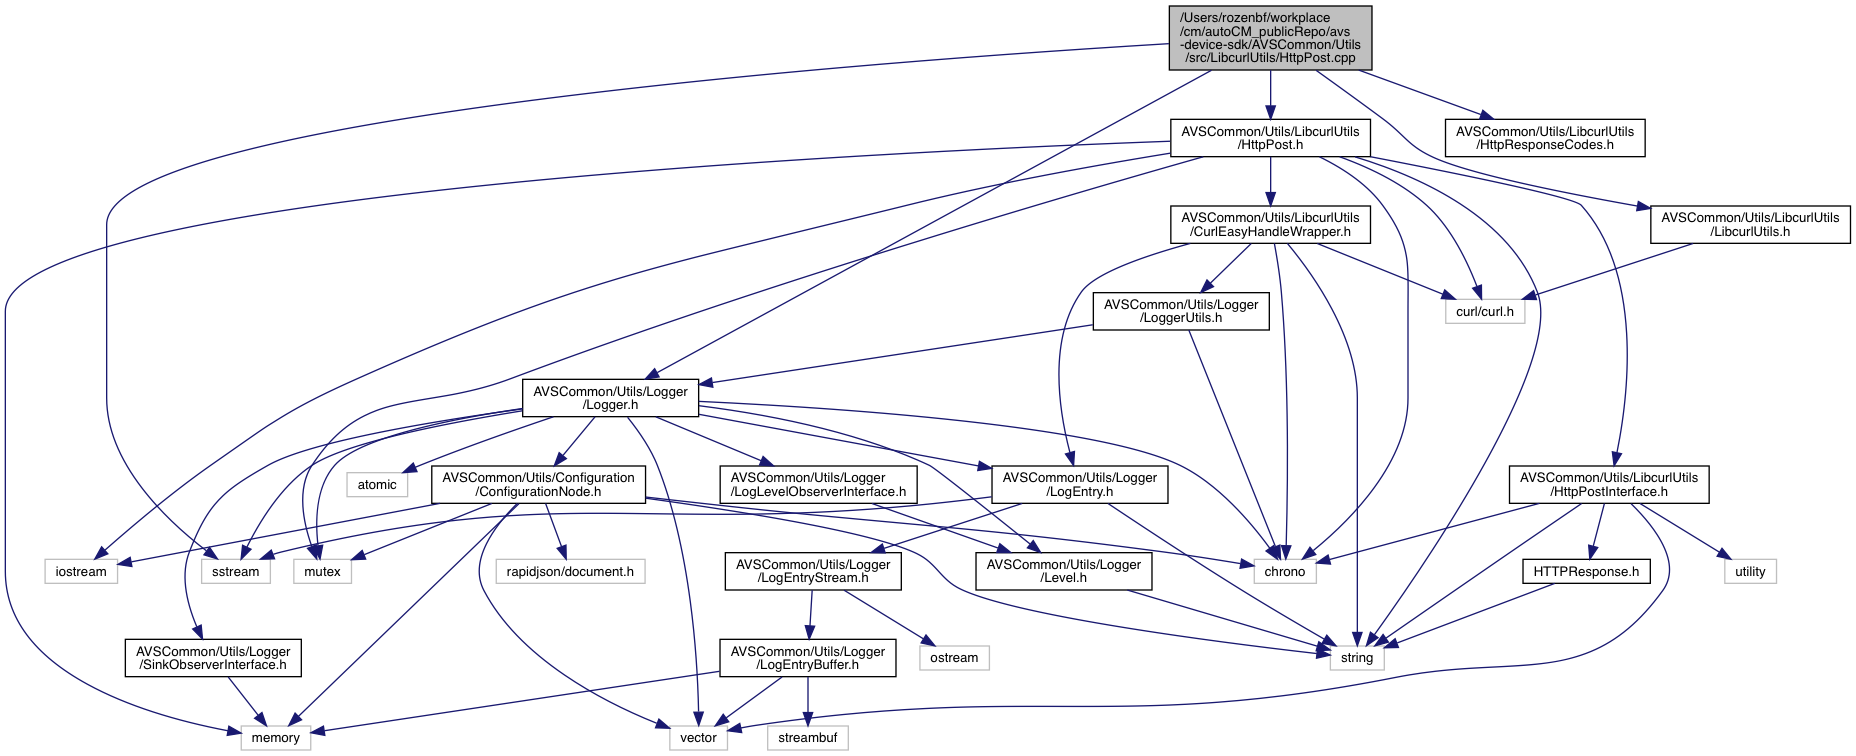 /Users/rozenbf/workplace
/cm/autoCM_publicRepo/avs
-device-sdk/AVSCommon/Utils
/src/LibcurlUtils/HttpPost.cpp
AVSCommon/Utils/LibcurlUtils
/HttpPost.h
AVSCommon/Utils/LibcurlUtils
/HttpResponseCodes.h
AVSCommon/Utils/LibcurlUtils
/CurlEasyHandleWrapper.h
AVSCommon/Utils/LibcurlUtils
/LibcurlUtils.h
AVSCommon/Utils/Logger
/LoggerUtils.h
curl/curl.h
AVSCommon/Utils/Logger
/Logger.h
atomic
AVSCommon/Utils/Configuration
/ConfigurationNode.h
AVSCommon/Utils/Logger
/LogLevelObserverInterface.h
AVSCommon/Utils/Logger
/LogEntry.h
AVSCommon/Utils/LibcurlUtils
/HttpPostInterface.h
iostream
sstream
mutex
rapidjson/document.h
AVSCommon/Utils/Logger
/LogEntryStream.h
AVSCommon/Utils/Logger
/Level.h
chrono
HTTPResponse.h
utility
AVSCommon/Utils/Logger
/SinkObserverInterface.h
AVSCommon/Utils/Logger
/LogEntryBuffer.h
ostream
string
memory
vector
streambuf